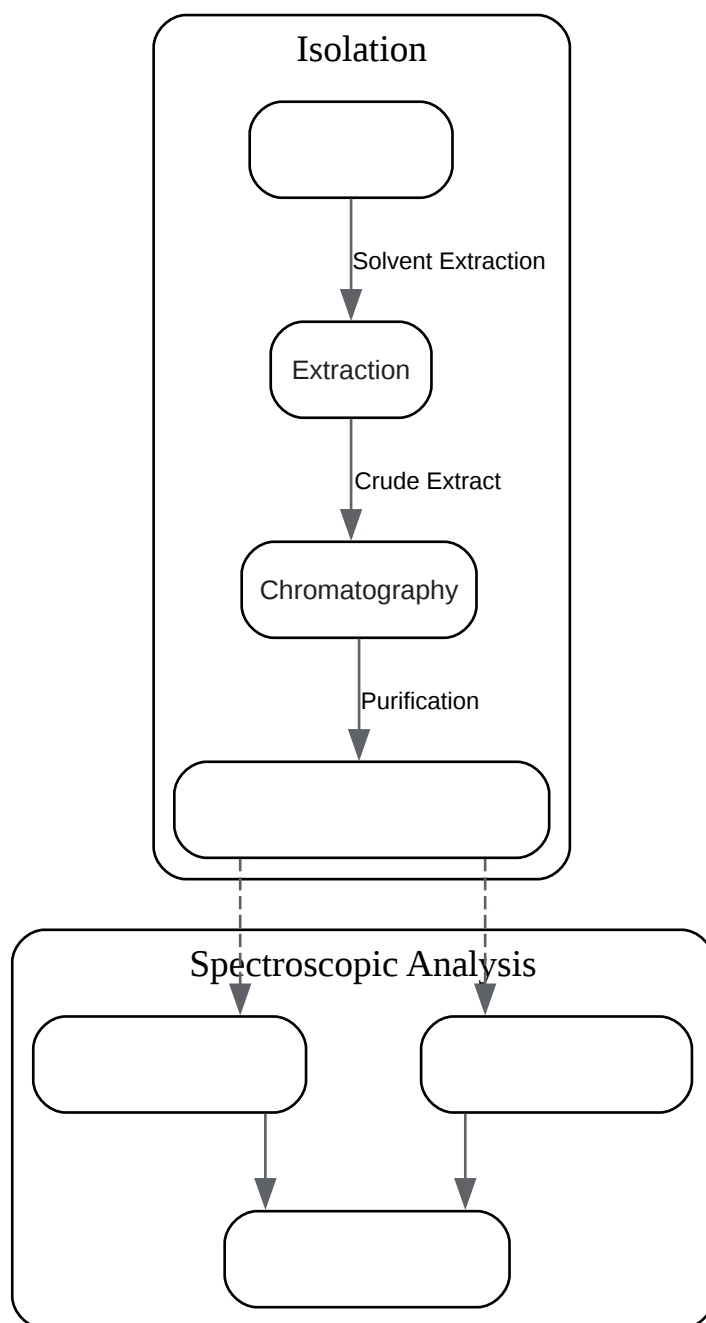 Isolation
Solvent Extraction
Extraction
Crude Extract
Chromatography
Purification
Spectroscopic Analysis